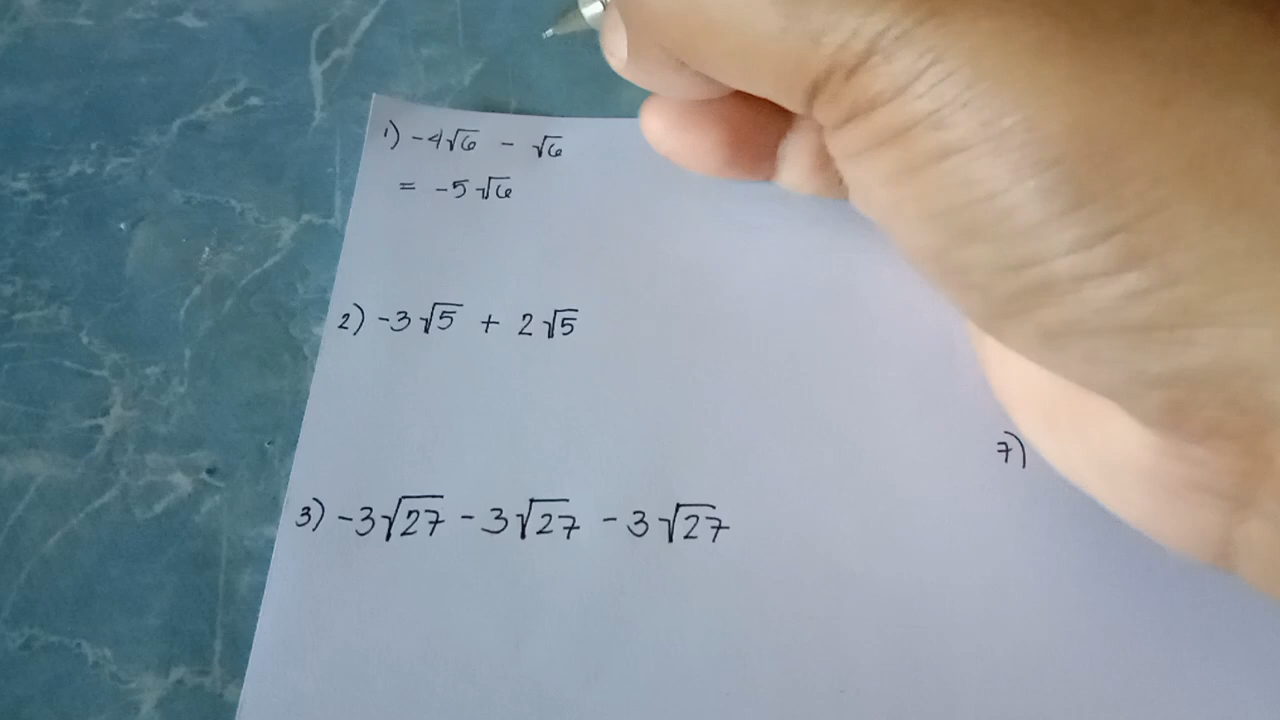 1) -4√6 - √6
= -5√6
2) -3√5 + 2√5
7)
3) -3√27 - 3√27 - 3√27